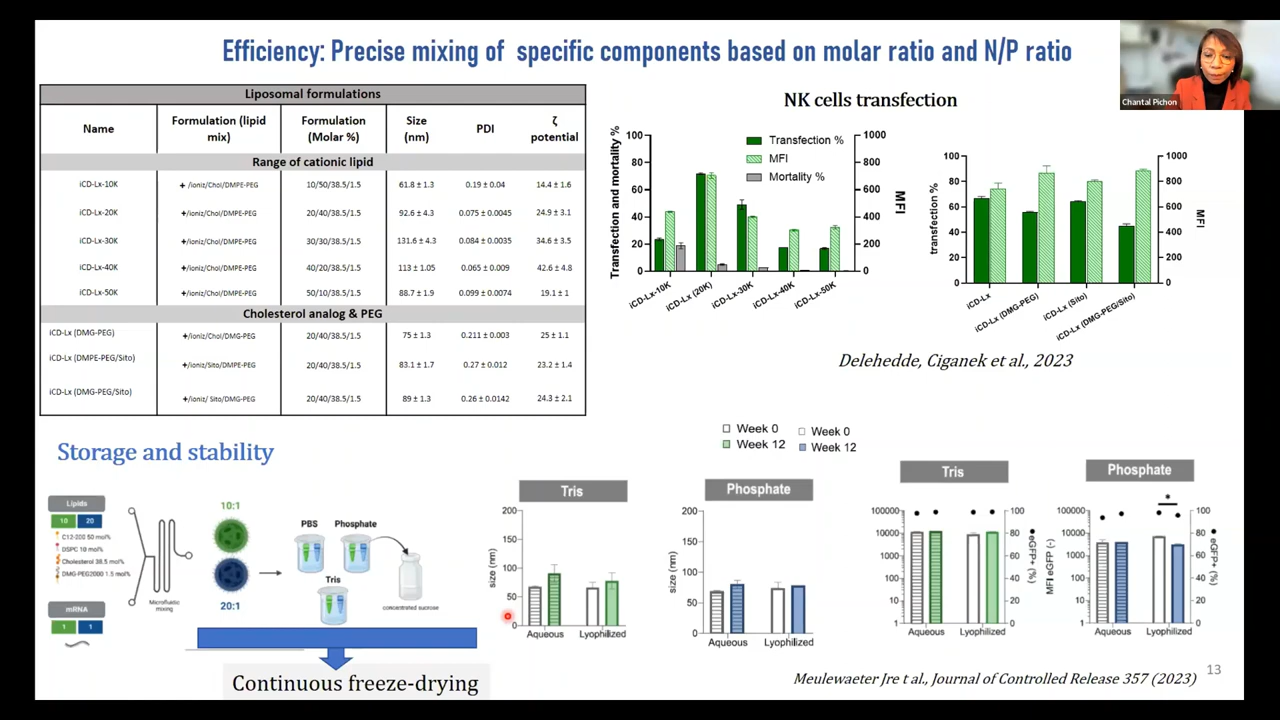 Efficiency: Precise mixing of specific components based on molar ratio and N/P ratio
Chantal Pichon
Liposomal formulations
Name Formulation (lipid mix) Formulation (Molar %) Size (nm) PDI ζ potential
Range of cationic lipid
iCD-Lx-10K +/ioniz/Chol/DMPE-PEG 10/50/38.5/1.5 61.8 ± 1.3 0.19 ± 0.04 14.4 ± 1.6
iCD-Lx-20K +/ioniz/Chol/DMPE-PEG 20/40/38.5/1.5 92.6 ± 4.3 0.075 ± 0.0045 24.9 ± 3.1
iCD-Lx-30K +/ioniz/Chol/DMPE-PEG 30/30/38.5/1.5 131.6 ± 4.3 0.084 ± 0.0035 34.6 ± 3.5
iCD-Lx-40K +/ioniz/Chol/DMPE-PEG 40/20/38.5/1.5 113 ± 1.05 0.065 ± 0.009 42.6 ± 4.8
iCD-Lx-50K +/ioniz/Chol/DMPE-PEG 50/10/38.5/1.5 88.7 ± 1.9 0.099 ± 0.0074 19.1 ± 1
Cholesterol analog & PEG
iCD-Lx (DMG-PEG) +/ioniz/Chol/DMG-PEG 20/40/38.5/1.5 75 ± 1.3 0.211 ± 0.003 25 ± 1.1
iCD-Lx (DMPE-PEG/Sito) +/ioniz/Sito/DMPE-PEG 20/40/38.5/1.5 83.1 ± 1.7 0.27 ± 0.012 23.2 ± 1.4
iCD-Lx (DMG-PEG/Sito) +/ioniz/ Sito/DMG-PEG 20/40/38.5/1.5 89 ± 1.3 0.26 ± 0.0142 24.3 ± 2.1
NK cells transfection
Transfection and mortality %
100 80 60 40 20 0
Transfection %
MFI
Mortality %
1000 800 600 400 200 0
MFI
iCD-Lx-10K iCD-Lx (20K) iCD-Lx-30K iCD-Lx-40K iCD-Lx-50K
transfection %
100 80 60 40 20 0
1000 800 600 400 200 0
MFI
iCD-Lx iCD-Lx (DMG-PEG) iCD-Lx (Sito) iCD-Lx (DMG-PEG/Sito)
Delehedde, Ciganek et al., 2023
Storage and stability
Lipids
10 20
C12-200 50 mol%
DSPC 10 mol%
Cholesterol 38.5 mol%
DMG-PEG2000 1.5 mol%
mRNA
1 1
Microfluidic mixing
10:1
20:1
PBS Phosphate
Tris
concentrated sucrose
Continuous freeze-drying
Week 0 Week 0
Week 12 Week 12
Tris
size (nm)
200 150 100 50 0
Aqueous Lyophilized
Phosphate
size (nm)
200 150 100 50 0
Aqueous Lyophilized
Tris
100000 10000 1000 100 10 1
100 80 60 40 20 0
eGFP+ (%)
Aqueous Lyophilized
Phosphate
MFI eGFP (-)
100000 10000 1000 100 10 1
*
100 80 60 40 20 0
eGFP+ (%)
Aqueous Lyophilized
Meulewaeter Jre t al., Journal of Controlled Release 357 (2023)
13